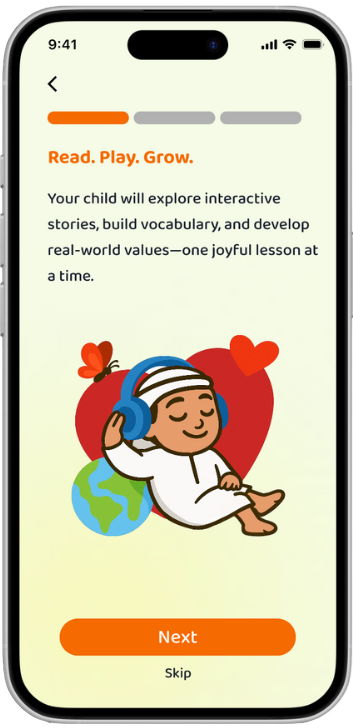 9:41
Read. Play. Grow.
Your child will explore interactive
stories, build vocabulary, and develop
real-world values—one joyful lesson at
a time.
Next
Skip